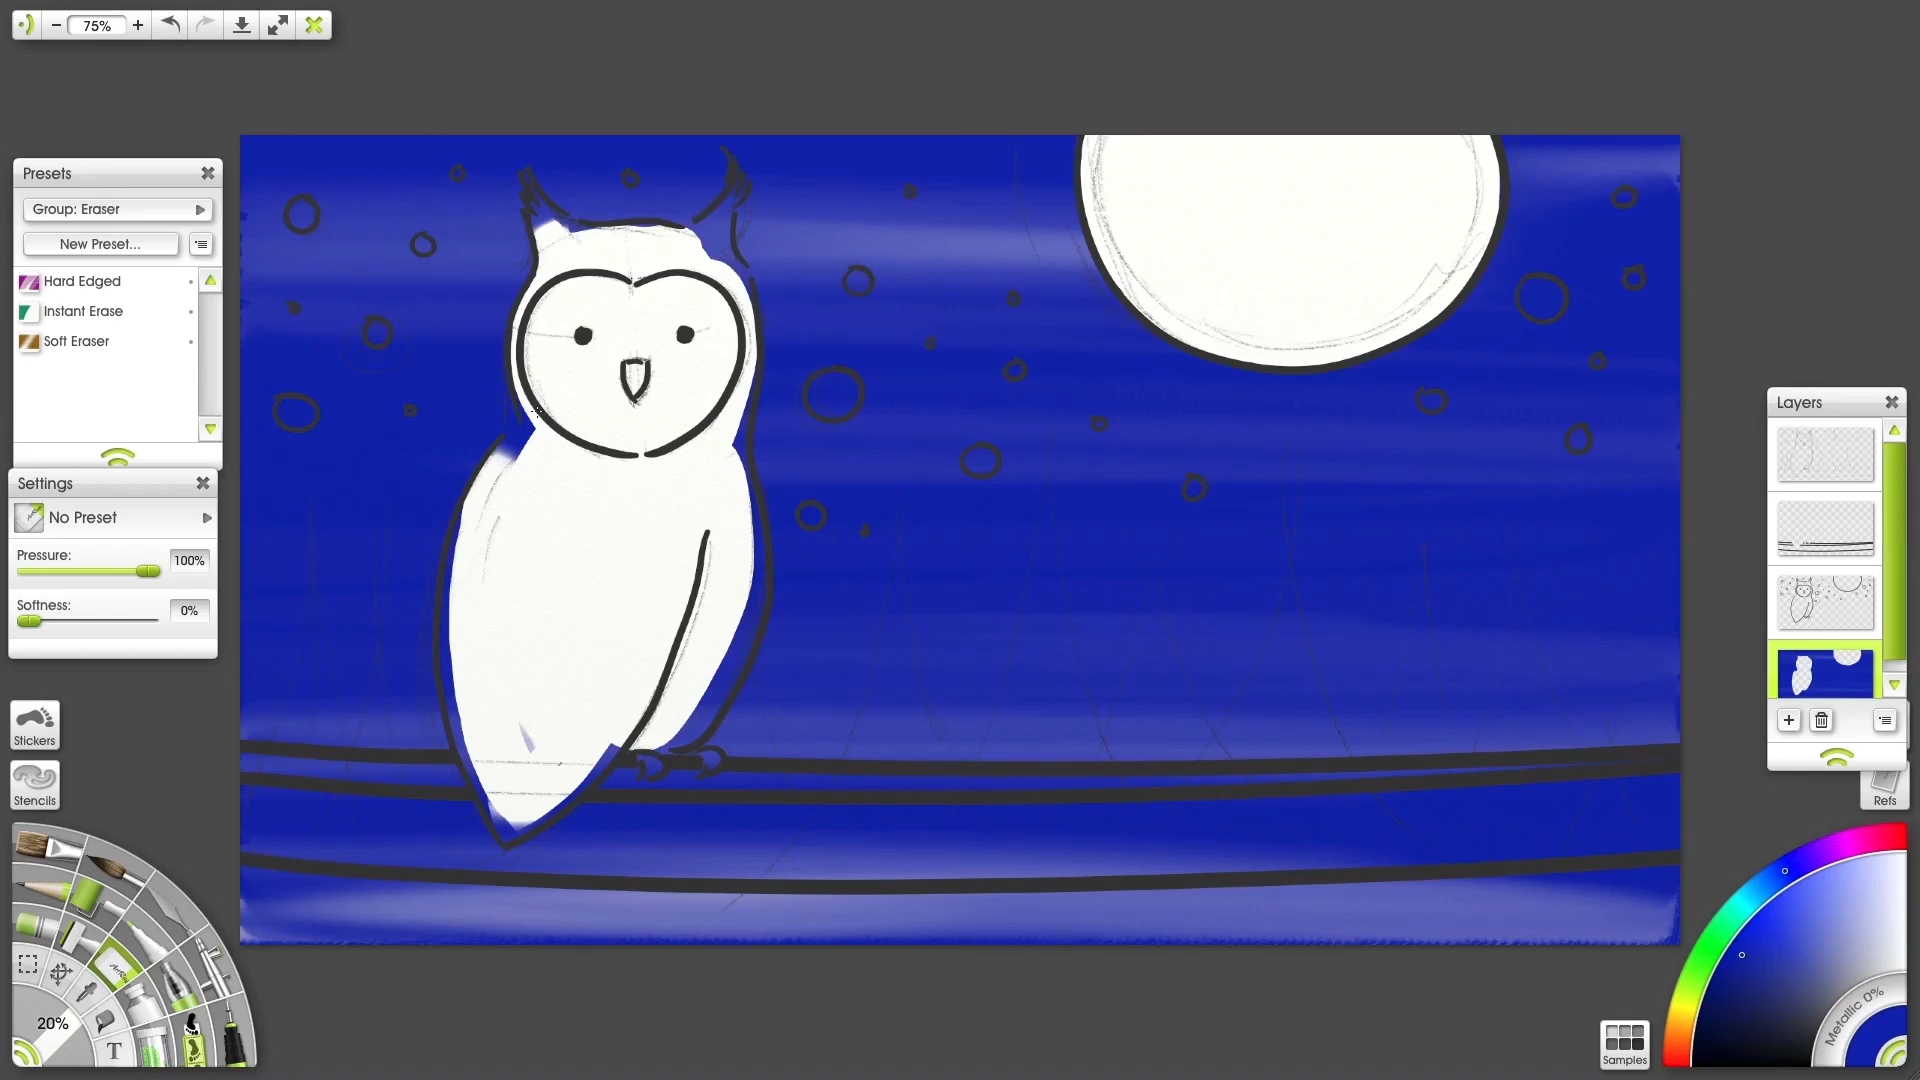 75%
Presets
Group: Eraser
New Preset...
Hard Edged
Instant Erase
Soft Eraser
Settings
No Preset
Pressure:
100%
Softness:
0%
Stickers
Stencils
20%
T
Layers
Refs
Metallic 0%
Samples